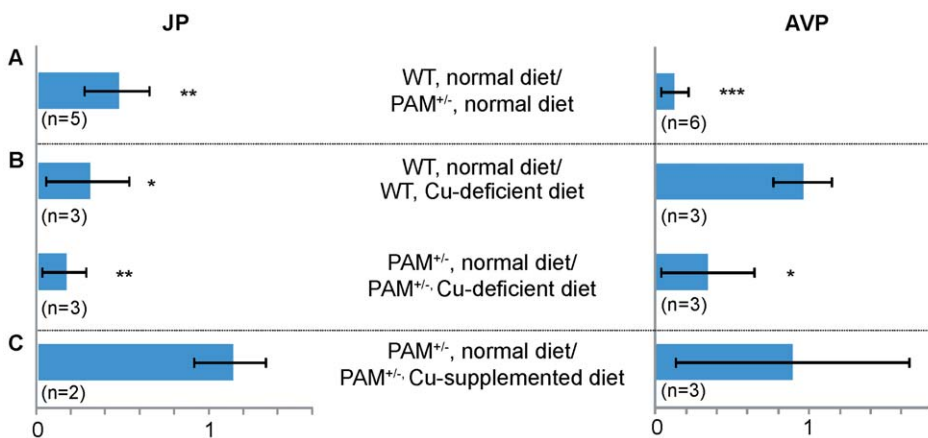 JP AVP
A
WT, normal diet/
PAM+/-, normal diet
** ***
(n=5) (n=6)
B
WT, normal diet/
WT, Cu-deficient diet
*
(n=3) (n=3)
PAM+/-, normal diet/
PAM+/-, Cu-deficient diet
** *
(n=3) (n=3)
C
PAM+/-, normal diet/
PAM+/-, Cu-supplemented diet
(n=2) (n=3)
0 1 0 1